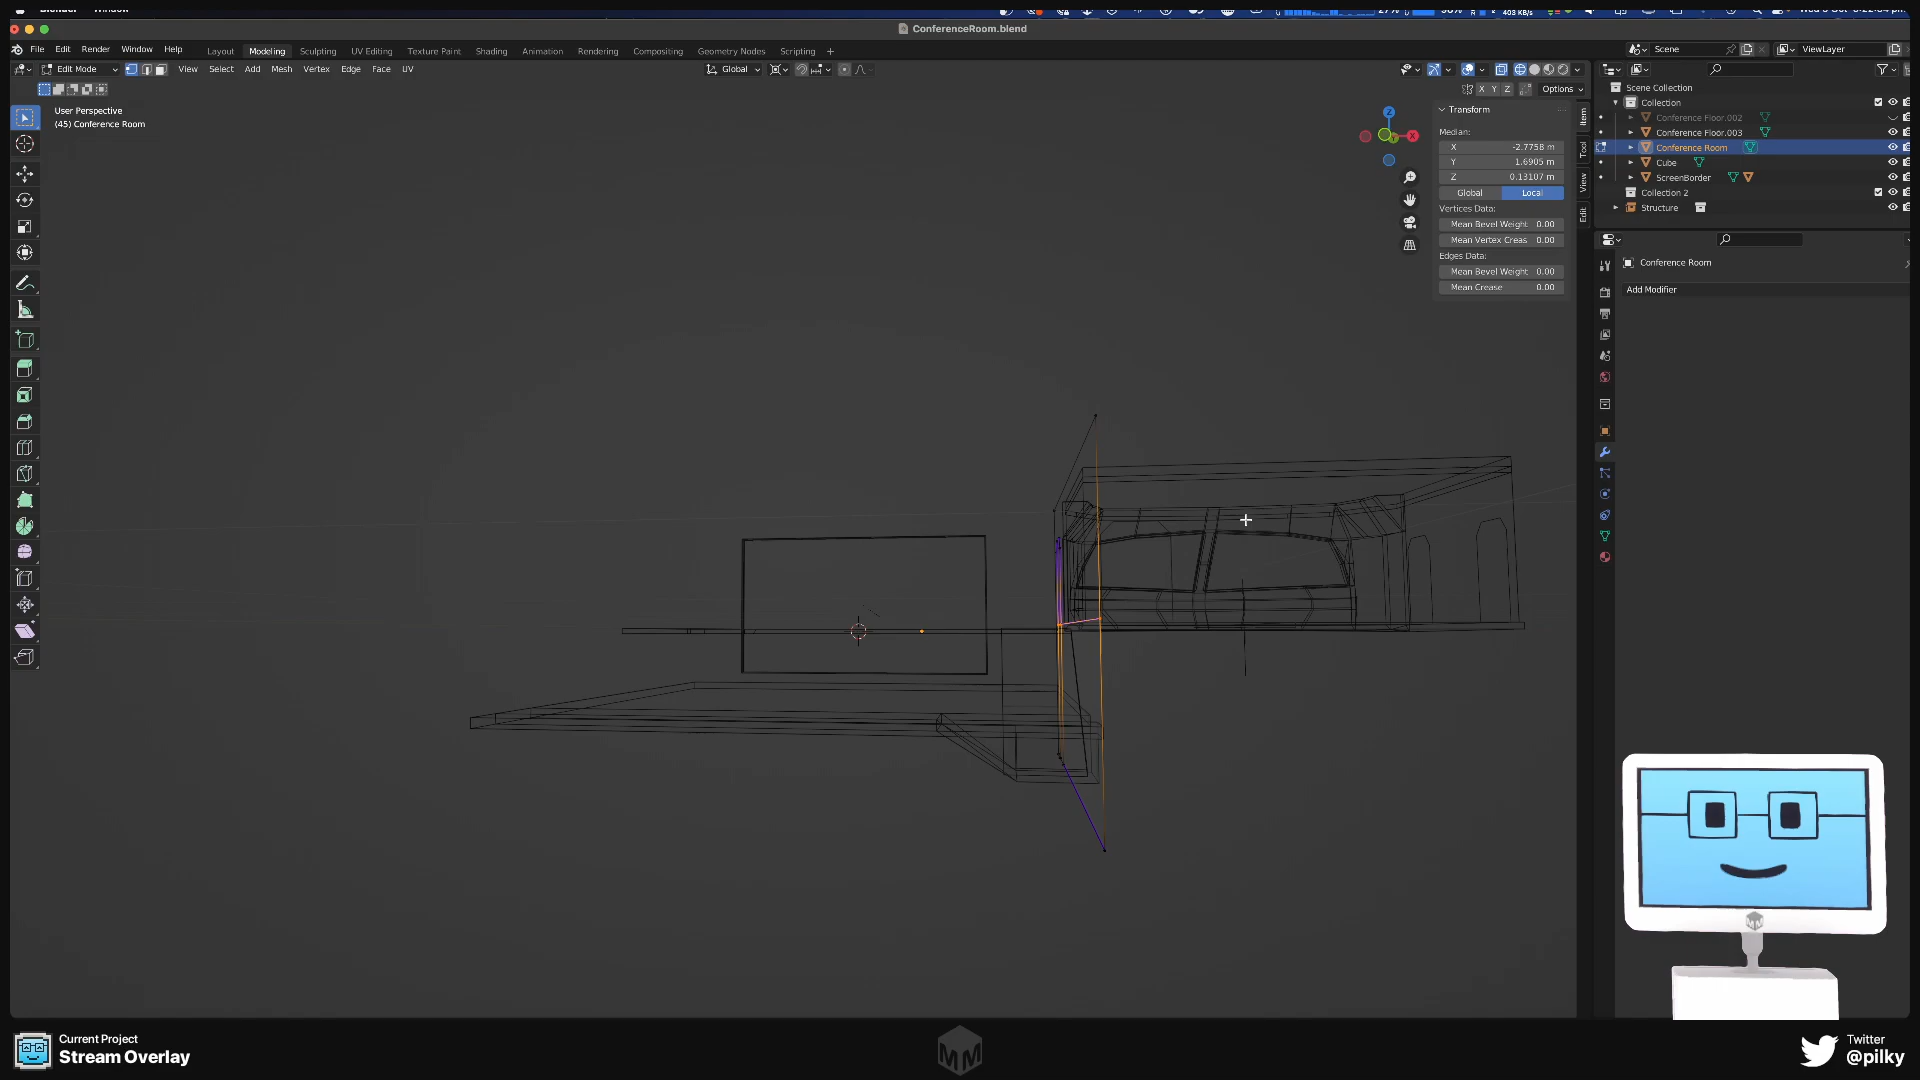 ConferenceRoom.blend
File Edit Render Window Help
Layout Modeling Sculpting UV Editing Texture Paint Shading Animation Rendering Compositing Geometry Nodes Scripting +
Scene
ViewLayer
Edit Mode View Select Add Mesh Vertex Edge Face UV
Global
X Y Z Options
User Perspective
(45) Conference Room
Z
X
Transform
Median:
X -2.7758 m
Y 1.6905 m
Z 0.13107 m
Global Local
Vertices Data:
Mean Bevel Weight 0.00
Mean Vertex Creas 0.00
Edges Data:
Mean Bevel Weight 0.00
Mean Crease 0.00
Item
Tool
View
Edit
Scene Collection
Collection
Conference Floor.002
Conference Floor.003
Conference Room
Cube
ScreenBorder
Collection 2
Structure
Conference Room
Add Modifier
Current Project
Stream Overlay
MM
Twitter
@pilky